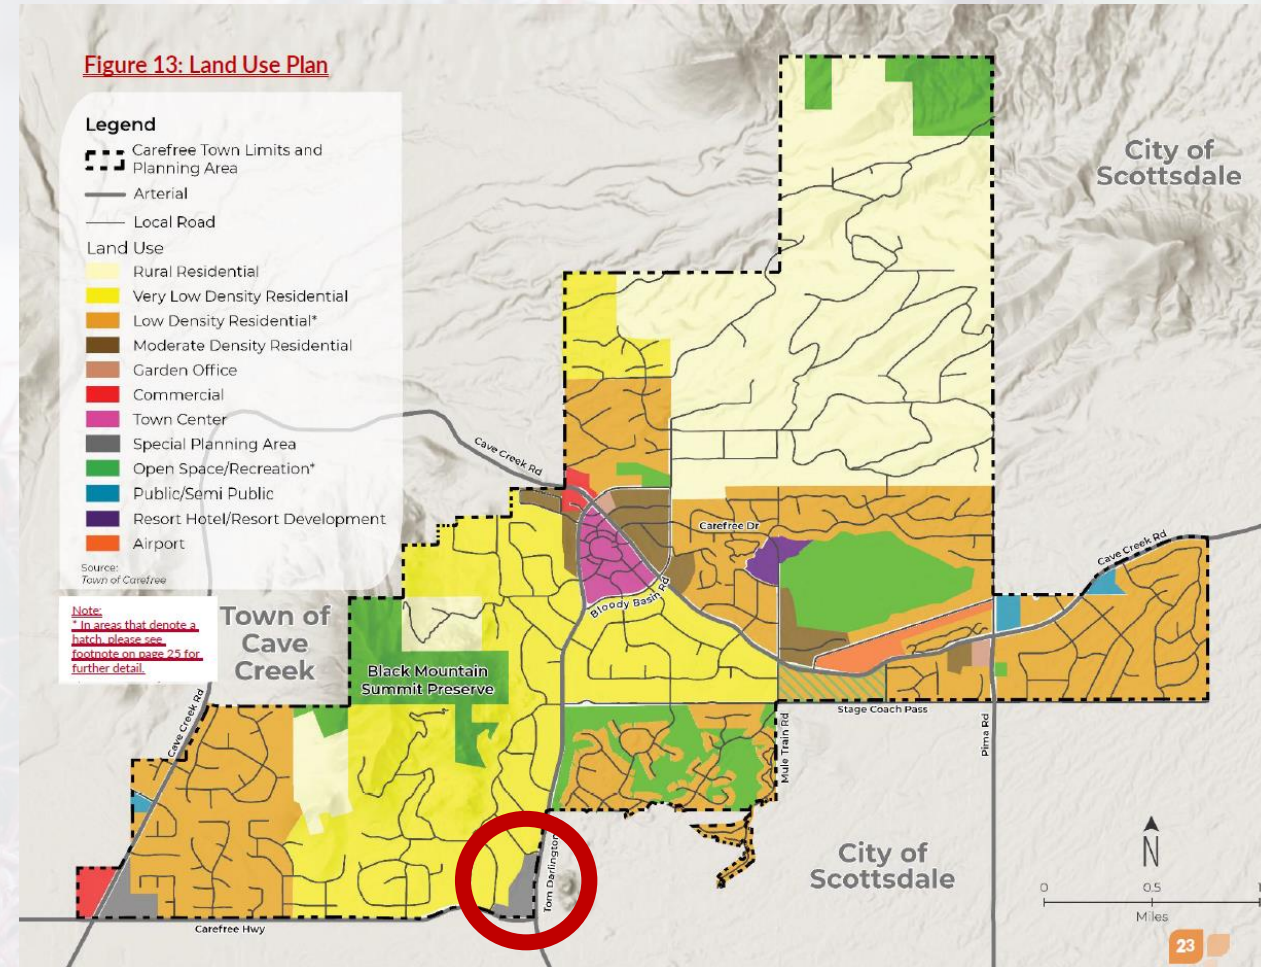 Figure 13: Land Use Plan
Legend
Carefree Town Limits and
Planning Area
Arterial
Local Road
Land Use
Rural Residential
Very Low Density Residential
Low Density Residential*
Moderate Density Residential
Garden Office
Commercial
Town Center
Special Planning Area
Open Space/Recreation*
Public/Semi Public
Resort Hotel/Resort Development
Airport
Source:
Town of Carefree
Note:
* In areas that denote a
hatch, please see
footnote on page 25 for
further detail.
City of
Scottsdale
Cave Creek Rd
Carefree Dr
Cave Creek Rd
Bloody Basin Rd
Town of
Cave
Creek
Black Mountain
Summit Preserve
Cave Creek Rd
Stage Coach Pass
Mule Train Rd
Pima Rd
Tom Darlington
City of
Scottsdale
Carefree Hwy
N
0 0.5 1
Miles
23